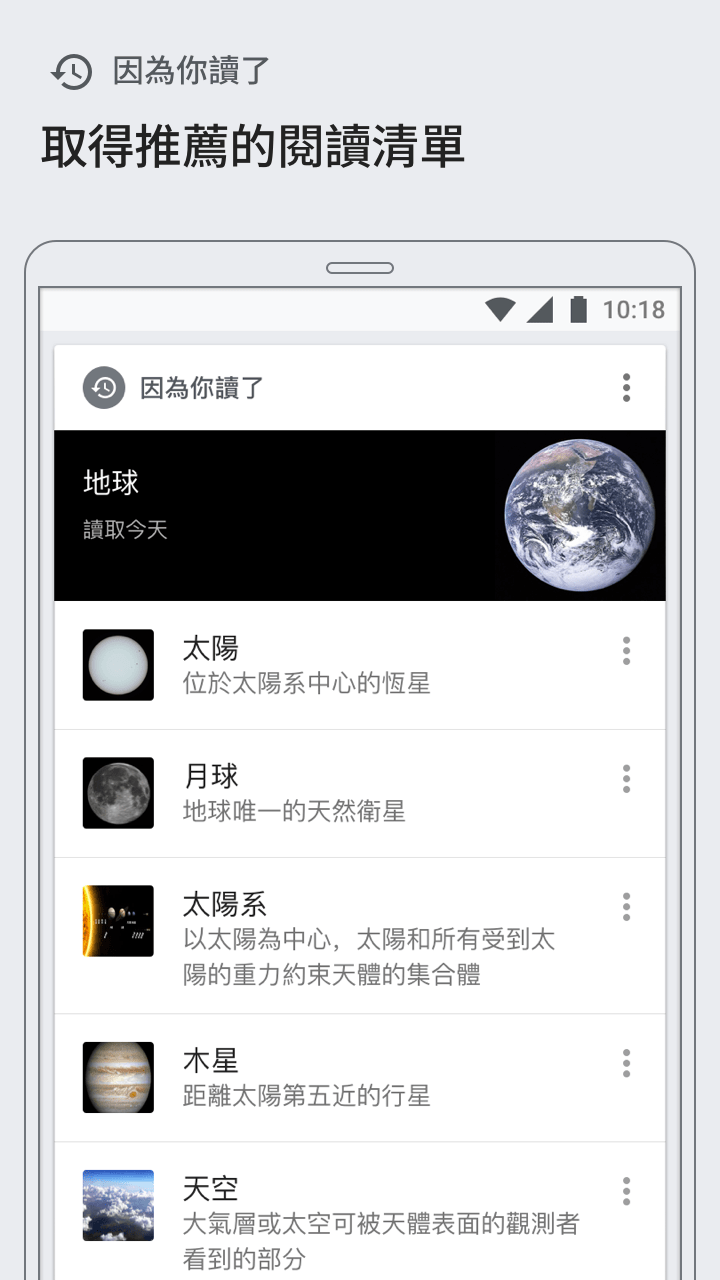 因為你讀了
取得推薦的閱讀清單
10:18
因為你讀了
地球
讀取今天
太陽
位於太陽系中心的恆星
月球
地球唯一的天然衛星
太陽系
以太陽為中心，太陽和所有受到太
陽的重力約束天體的集合體
木星
距離太陽第五近的行星
天空
大氣層或太空可被天體表面的觀測者
看到的部分